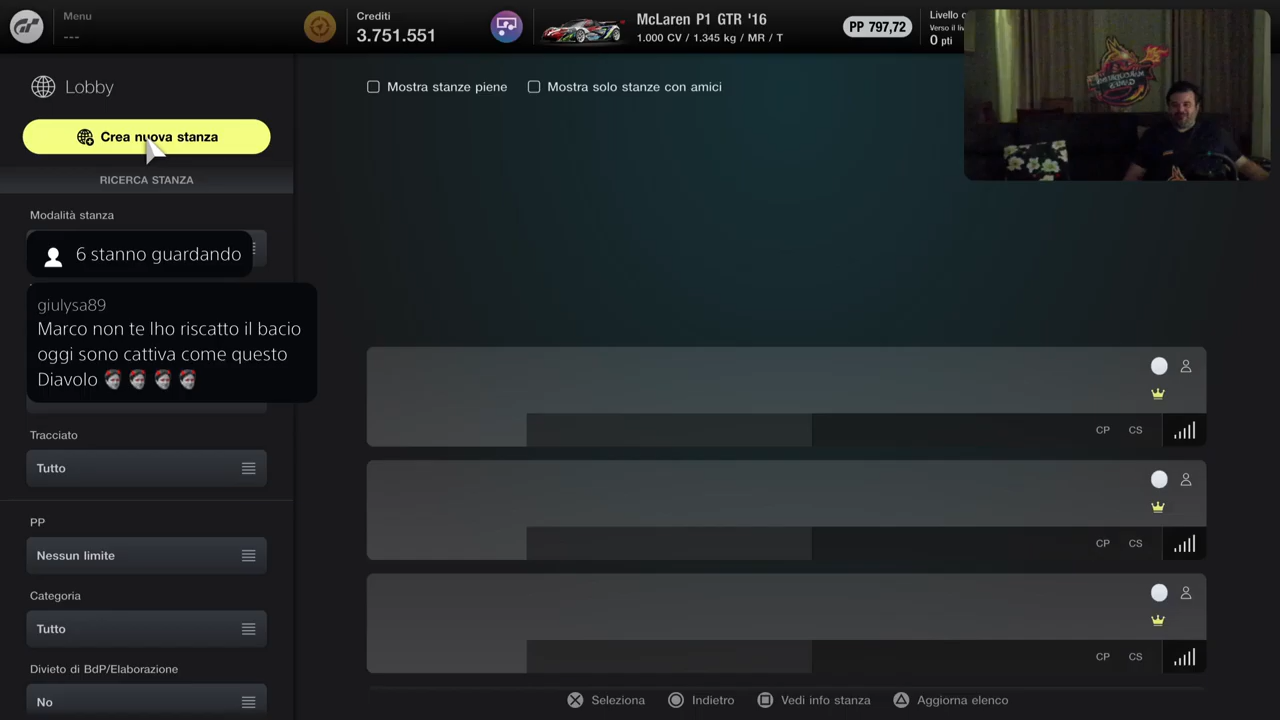 Menu
---
Crediti
3.751.551
McLaren P1 GTR '16
1.000 CV / 1.345 kg / MR / T
PP 797,72
Livello
Verso il liv
0 pti
Lobby
Mostra stanze piene
Mostra solo stanze con amici
Crea nuova stanza
RICERCA STANZA
Modalità stanza
6 stanno guardando
giulysa89
Marco non te lho riscatto il bacio
oggi sono cattiva come questo
Diavolo
Tracciato
Tutto
PP
Nessun limite
Categoria
Tutto
Divieto di BdP/Elaborazione
No
CP CS
CP CS
CP CS
Seleziona
Indietro
Vedi info stanza
Aggiorna elenco